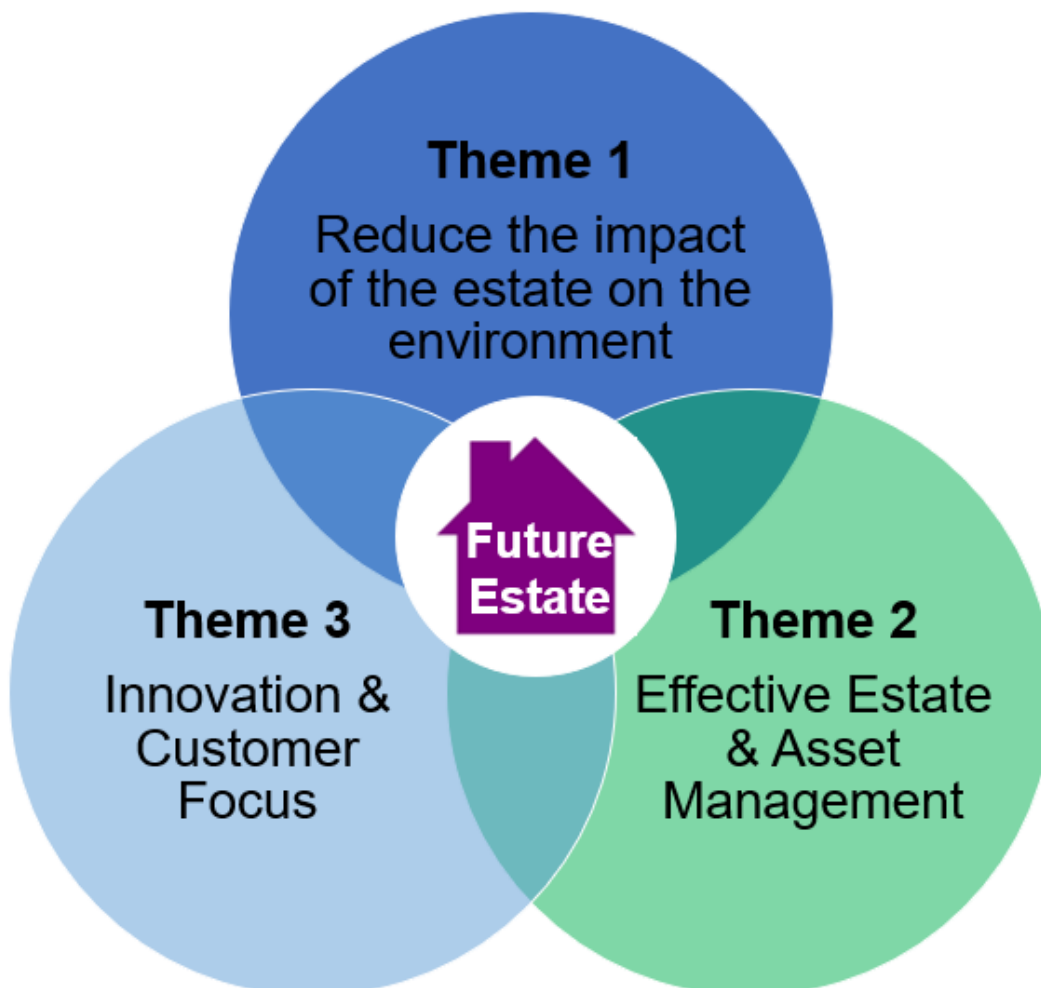 Theme 1
Reduce the impact
of the estate on the
environment
Future
Estate
Theme 3
Innovation &
Customer
Focus
Theme 2
Effective Estate
& Asset
Management